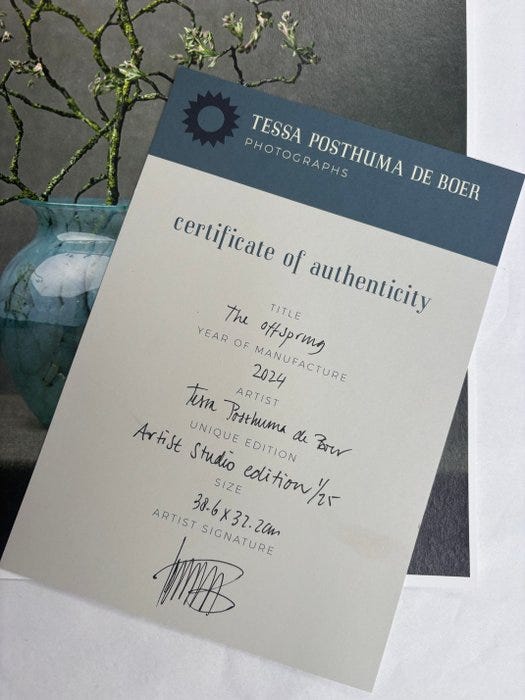 TESSA POSTHUMA DE BOER
PHOTOGRAPHS
certificate of authenticity
TITLE
The offspring
YEAR OF MANUFACTURE
2024
ARTIST
Tessa Posthuma de Boer
UNIQUE EDITION
Artist Studio edition 1/25
SIZE
38.6 x 32.2cm
ARTIST SIGNATURE